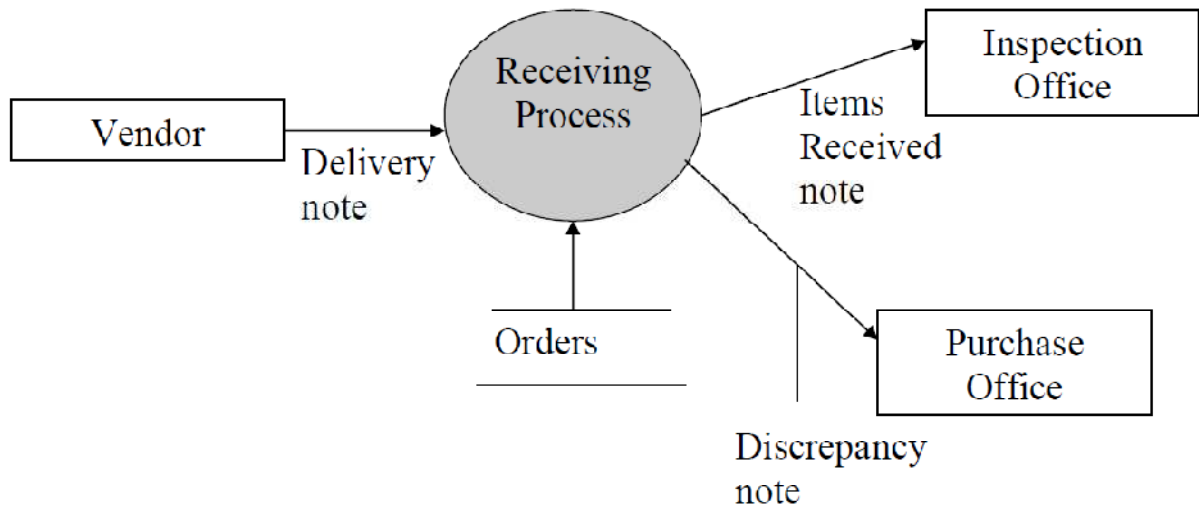 Receiving
Process
Inspection
Office
Vendor
Delivery
note
Items
Received
note
Orders
Purchase
Office
Discrepancy
note